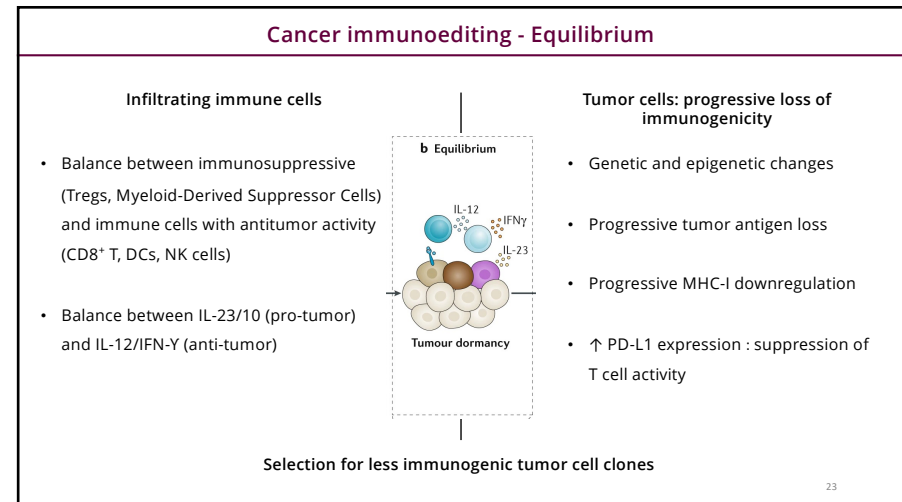 Cancer immunoediting - Equilibrium
Infiltrating immune cells
• Balance between immunosuppressive
(Tregs, Myeloid-Derived Suppressor Cells)
and immune cells with antitumor activity
(CD8⁺ T, DCs, NK cells)
• Balance between IL-23/10 (pro-tumor)
and IL-12/IFN-Y (anti-tumor)
b Equilibrium
IL-12
IFNγ
IL-23
Tumour dormancy
Tumor cells: progressive loss of
immunogenicity
• Genetic and epigenetic changes
• Progressive tumor antigen loss
• Progressive MHC-I downregulation
• ↑ PD-L1 expression : suppression of
T cell activity
Selection for less immunogenic tumor cell clones
23